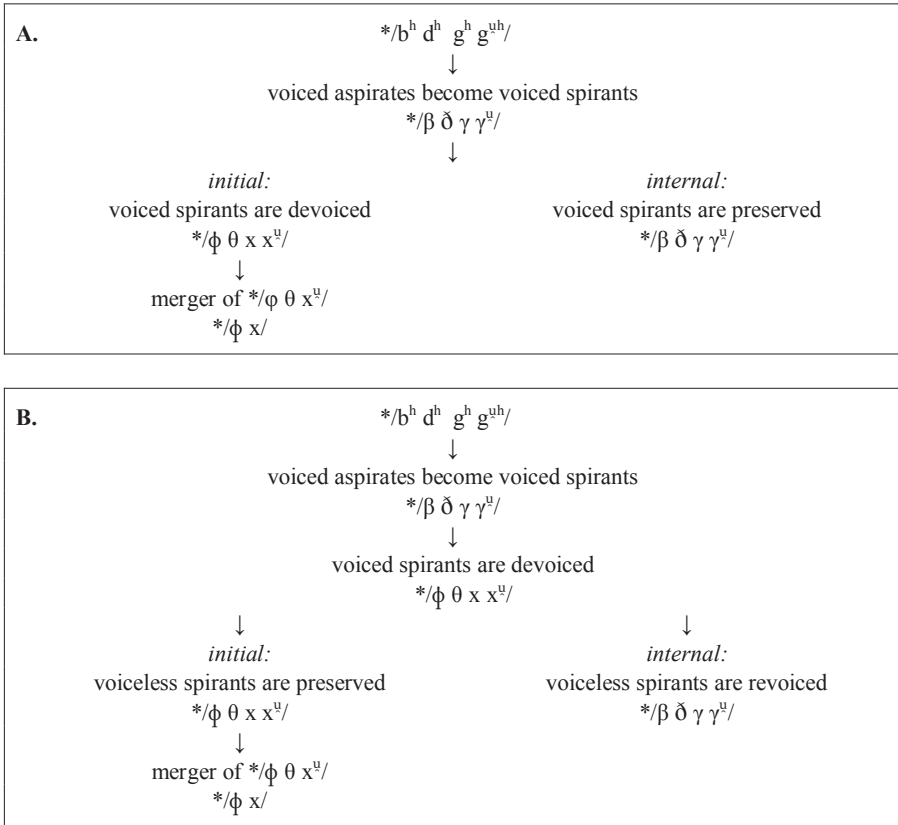 A.
*/bʰ dʰ gʰ gᵘ̯ʰ/
↓
voiced aspirates become voiced spirants
*/β ð γ γᵘ̯/
↓
initial: internal:
voiced spirants are devoiced voiced spirants are preserved
*/ɸ θ x xᵘ̯/ */β ð γ γᵘ̯/
↓
merger of */φ θ xᵘ̯/
*/ɸ x/
B.
*/bʰ dʰ gʰ gᵘ̯ʰ/
↓
voiced aspirates become voiced spirants
*/β ð γ γᵘ̯/
↓
voiced spirants are devoiced
*/ɸ θ x xᵘ̯/
↓ ↓
initial: internal:
voiceless spirants are preserved voiceless spirants are revoiced
*/ɸ θ x xᵘ̯/ */β ð γ γᵘ̯/
↓
merger of */ɸ θ xᵘ̯/
*/ɸ x/